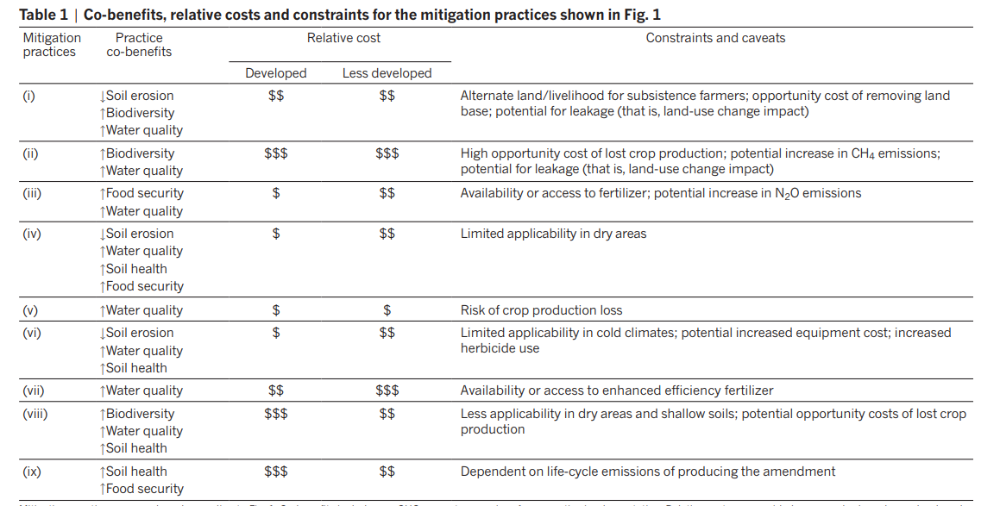 Table 1 | Co-benefits, relative costs and constraints for the mitigation practices shown in Fig. 1
Mitigation practices Practice co-benefits Relative cost Constraints and caveats
Developed Less developed
(i) ↓Soil erosion $$ $$ Alternate land/livelihood for subsistence farmers; opportunity cost of removing land
↑Biodiversity base; potential for leakage (that is, land-use change impact)
↑Water quality
(ii) ↑Biodiversity $$$ $$$ High opportunity cost of lost crop production; potential increase in CH₄ emissions;
↑Water quality potential for leakage (that is, land-use change impact)
(iii) ↑Food security $ $$ Availability or access to fertilizer; potential increase in N₂O emissions
↑Water quality
(iv) ↓Soil erosion $ $$ Limited applicability in dry areas
↑Water quality
↑Soil health
↑Food security
(v) ↑Water quality $ $ Risk of crop production loss
(vi) ↓Soil erosion $ $$ Limited applicability in cold climates; potential increased equipment cost; increased
↑Water quality herbicide use
↑Soil health
(vii) ↑Water quality $$ $$$ Availability or access to enhanced efficiency fertilizer
(viii) ↑Biodiversity $$$ $$ Less applicability in dry areas and shallow soils; potential opportunity costs of lost crop
↑Water quality production
↑Soil health
(ix) ↑Soil health $$$ $$ Dependent on life-cycle emissions of producing the amendment
↑Food security